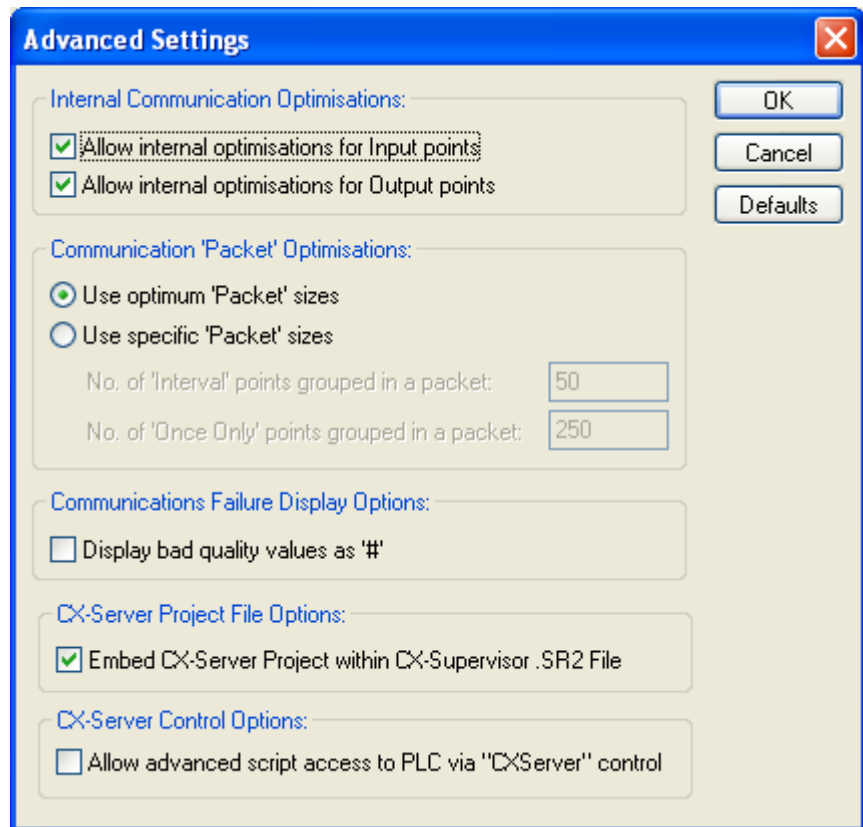 Advanced Settings
Internal Communication Optimisations:
Allow internal optimisations for Input points
Allow internal optimisations for Output points
OK
Cancel
Defaults
Communication 'Packet' Optimisations:
Use optimum 'Packet' sizes
Use specific 'Packet' sizes
No. of 'Interval' points grouped in a packet: 50
No. of 'Once Only' points grouped in a packet: 250
Communications Failure Display Options:
Display bad quality values as '#'
CX-Server Project File Options:
Embed CX-Server Project within CX-Supervisor .SR2 File
CX-Server Control Options:
Allow advanced script access to PLC via "CXServer" control